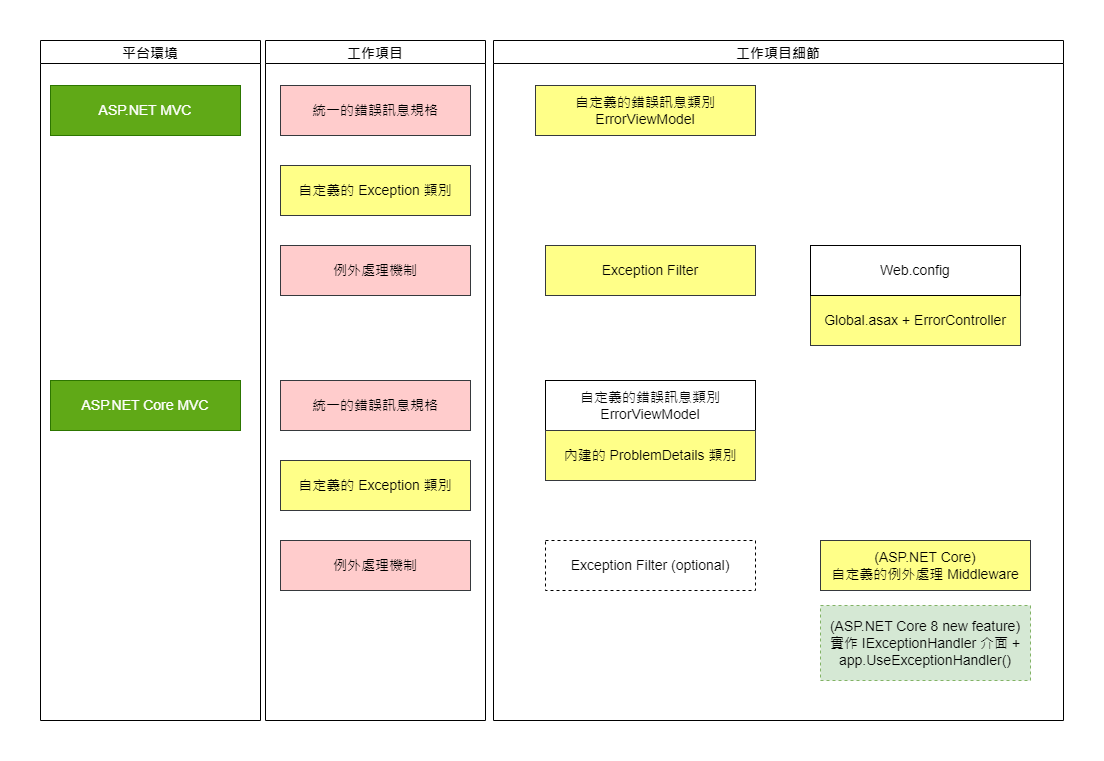 平台環境
工作項目
工作項目細節
ASP.NET MVC
統一的錯誤訊息規格
自定義的錯誤訊息類別
ErrorViewModel
自定義的 Exception 類別
例外處理機制
Exception Filter
Web.config
Global.asax + ErrorController
ASP.NET Core MVC
統一的錯誤訊息規格
自定義的錯誤訊息類別
ErrorViewModel
內建的 ProblemDetails 類別
自定義的 Exception 類別
例外處理機制
Exception Filter (optional)
(ASP.NET Core)
自定義的例外處理 Middleware
(ASP.NET Core 8 new feature)
實作 IExceptionHandler 介面 +
app.UseExceptionHandler()